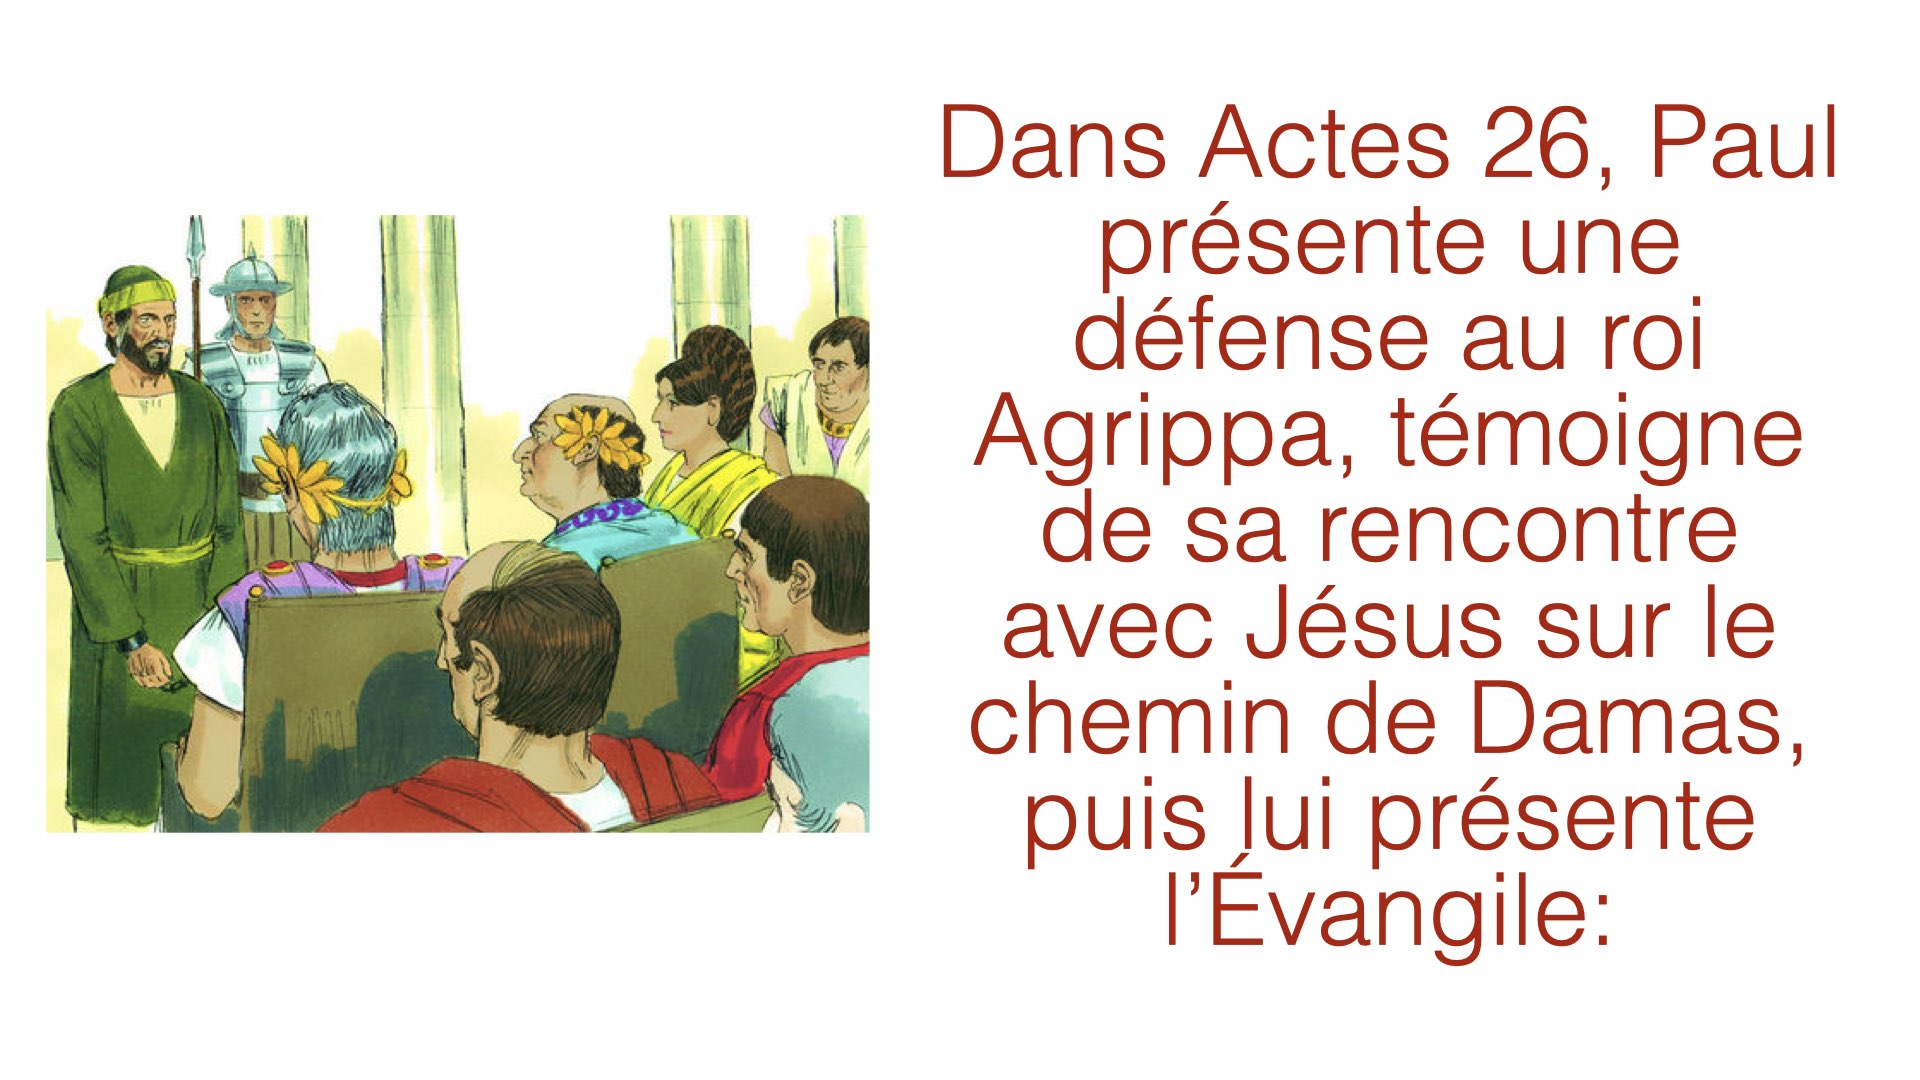 Dans Actes 26, Paul
présente une
défense au roi
Agrippa, témoigne
de sa rencontre
avec Jésus sur le
chemin de Damas,
puis lui présente
l’Évangile: